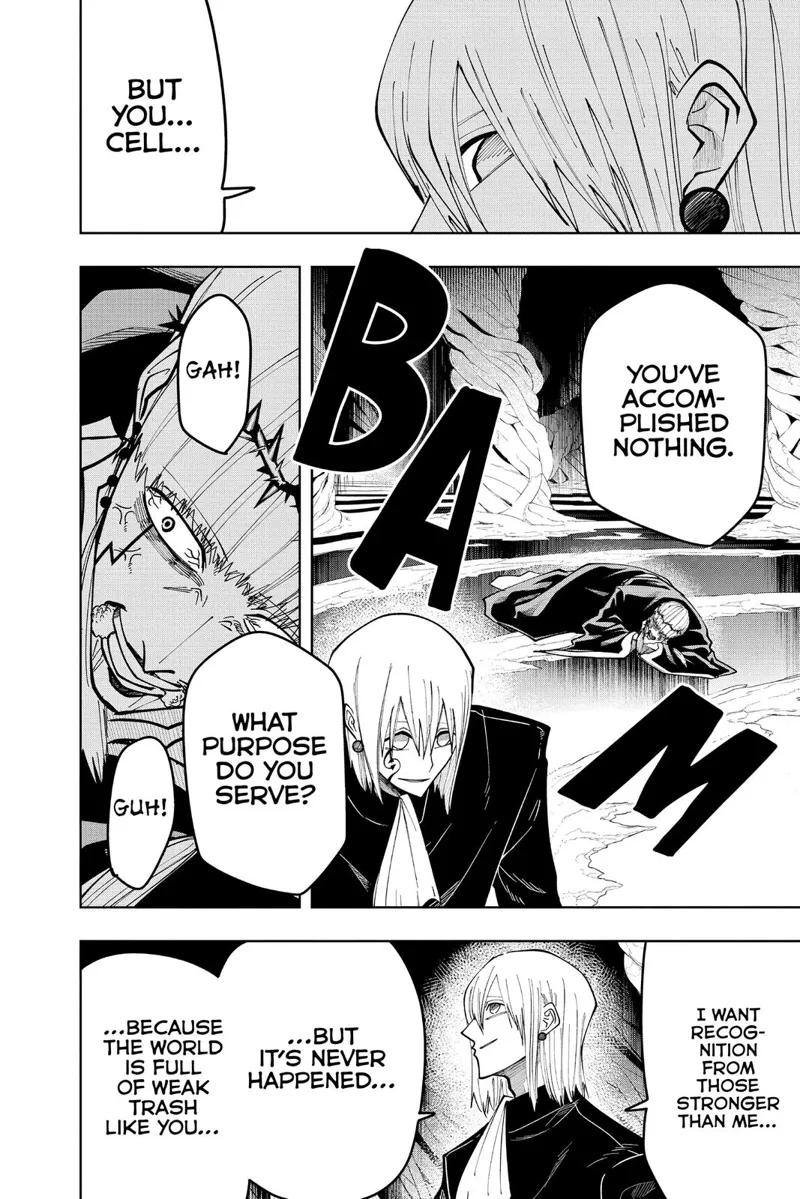 BUT
YOU...
CELL...
YOU'VE
ACCOM-
PLISHED
NOTHING.
BAM
WHAT
PURPOSE
DO YOU
SERVE?
GAH!
GUH!
I WANT
RECOG-
NITION
FROM
THOSE
STRONGER
THAN ME...
...BUT
IT'S NEVER
HAPPENED...
...BECAUSE
THE WORLD
IS FULL
OF WEAK
TRASH
LIKE YOU...